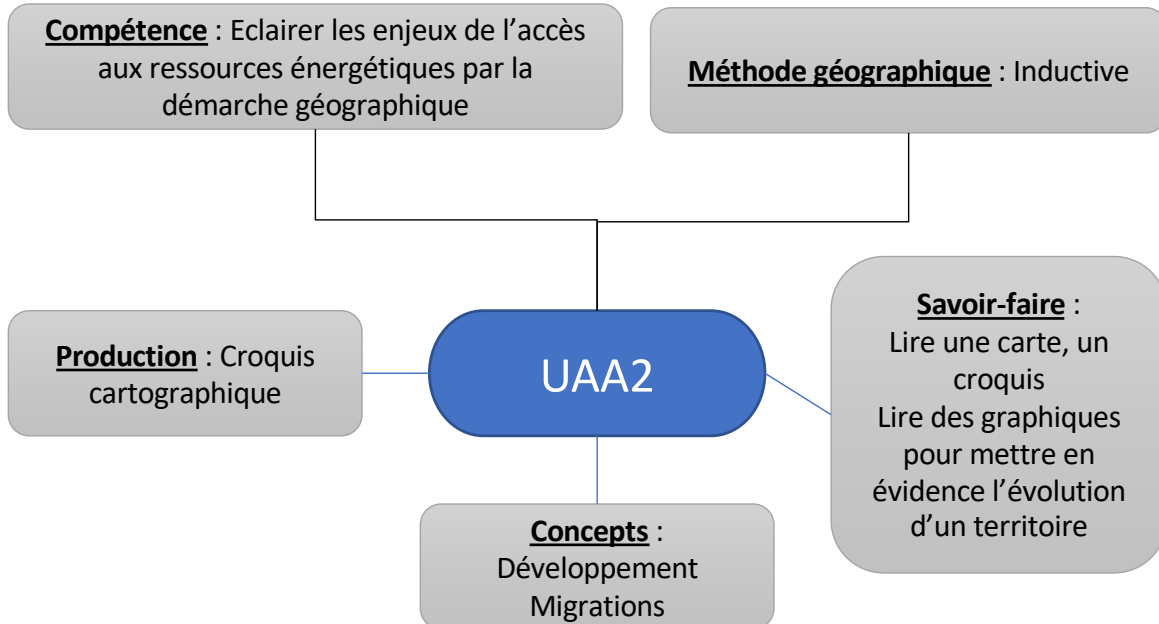 Compétence : Eclairer les enjeux de l’accès
aux ressources énergétiques par la
démarche géographique
Méthode géographique : Inductive
Production : Croquis
cartographique
UAA2
Savoir-faire :
Lire une carte, un
croquis
Lire des graphiques
pour mettre en
évidence l’évolution
d’un territoire
Concepts :
Développement
Migrations